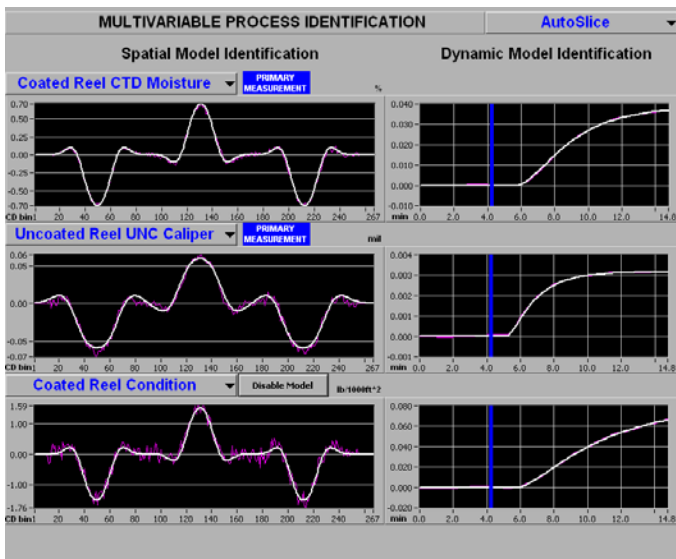 MULTIVARIABLE PROCESS IDENTIFICATION AutoSlice
Spatial Model Identification Dynamic Model Identification
Coated Reel CTD Moisture PRIMARY MEASUREMENT %
0.70 0.040
0.50 0.030
0.25 0.020
0.00 0.010
-0.25 0.000
-0.50
-0.70 -0.010
CD bin1 20 40 60 80 100 120 140 160 180 200 220 240 267 min 0.0 2.0 4.0 6.0 8.0 10.0 12.0 14.8
Uncoated Reel UNC Caliper PRIMARY MEASUREMENT mil
0.06 0.004
0.05 0.003
0.00 0.002
0.001
-0.05 0.000
-0.07 -0.001
CD bin1 20 40 60 80 100 120 140 160 180 200 220 240 267 min 0.0 2.0 4.0 6.0 8.0 10.0 12.0 14.8
Coated Reel Condition Disable Model lb/1000ft^2
1.59 0.080
1.00 0.060
0.00 0.040
0.020
-1.00 0.000
-1.76 -0.020
CD bin1 20 40 60 80 100 120 140 160 180 200 220 240 267 min 0.0 2.0 4.0 6.0 8.0 10.0 12.0 14.8